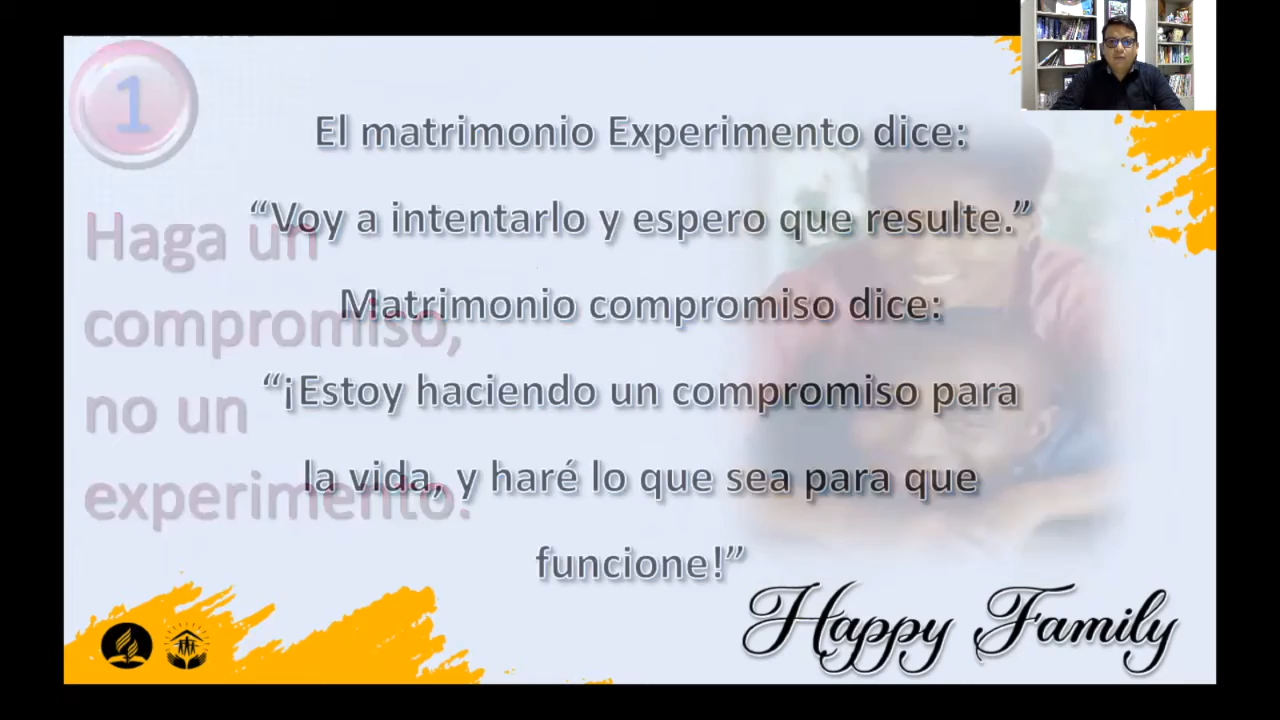 1
Haga un
compromiso,
no un
experimento.
El matrimonio Experimento dice:
“Voy a intentarlo y espero que resulte.”
Matrimonio compromiso dice:
“¡Estoy haciendo un compromiso para
la vida, y haré lo que sea para que
funcione!”
Happy Family